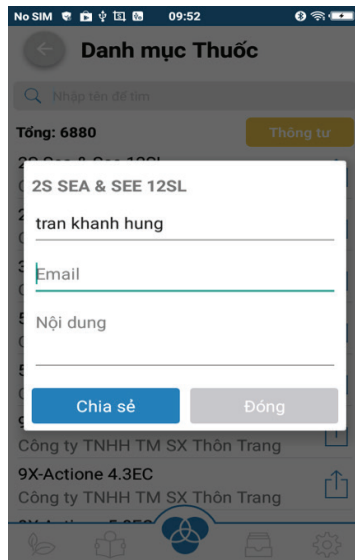 No SIM 09:52
Danh mục Thuốc
Nhập tên để tìm
Tổng: 6880 Thông tư
2S SEA & SEE 12SL
tran khanh hung
Email
Nội dung
Chia sẻ Đóng
Công ty TNHH TM SX Thôn Trang
9X-Actione 4.3EC
Công ty TNHH TM SX Thôn Trang